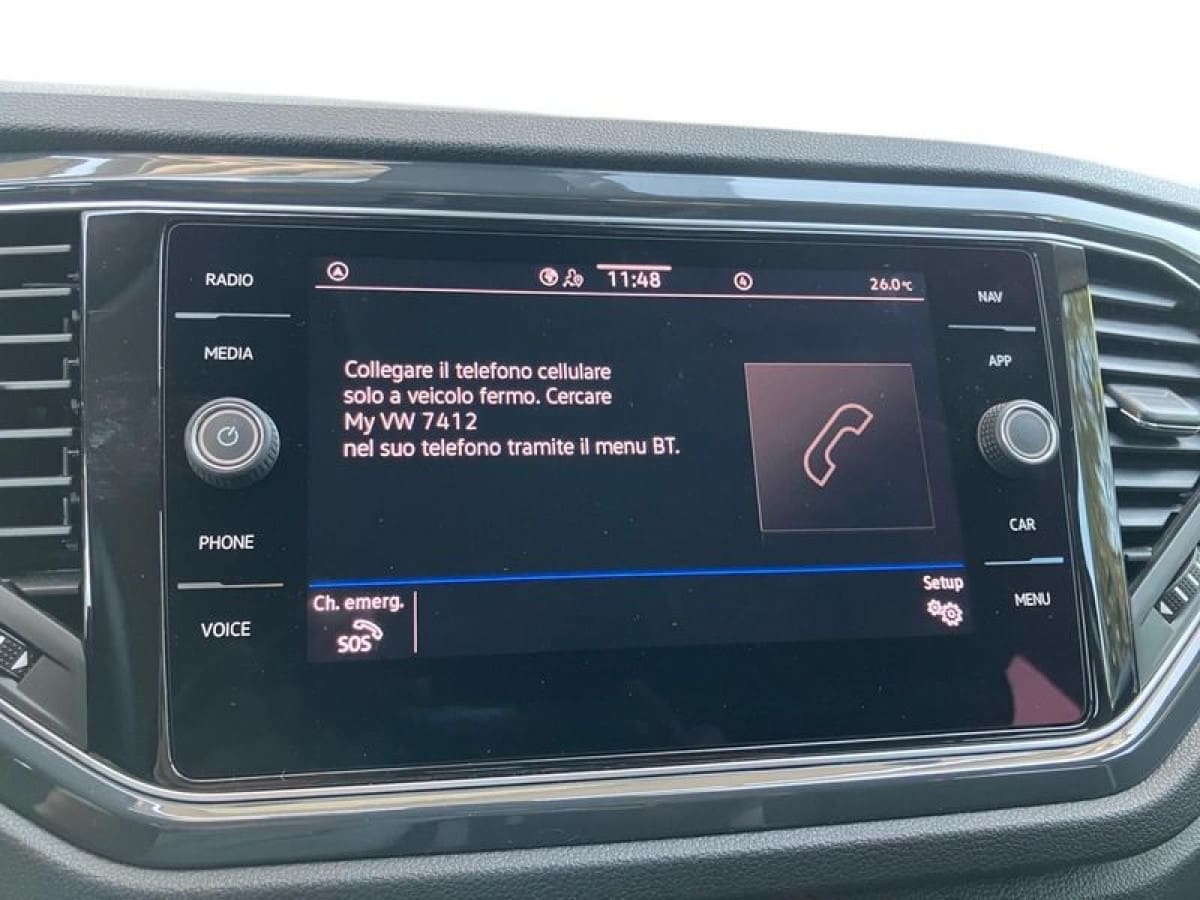 RADIO
MEDIA
PHONE
VOICE
11:48
4
26.0°C
Collegare il telefono cellulare
solo a veicolo fermo. Cercare
My VW 7412
nel suo telefono tramite il menu BT.
Ch. emerg.
SOS
Setup
NAV
APP
CAR
MENU